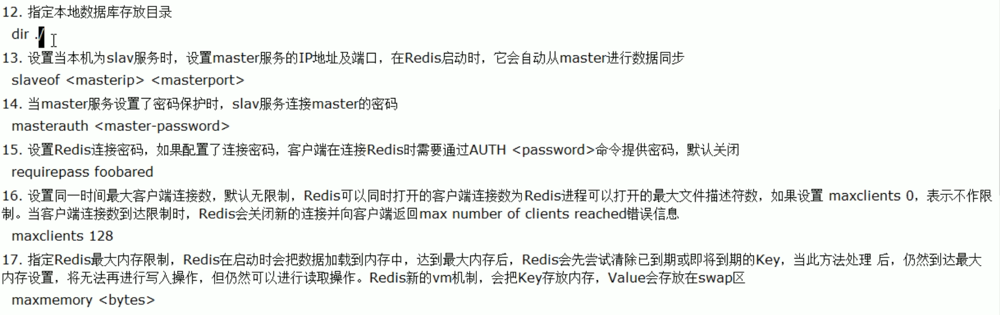 12. 指定本地数据库存放目录
dir ./
13. 设置当本机为slav服务时，设置master服务的IP地址及端口，在Redis启动时，它会自动从master进行数据同步
slaveof <masterip> <masterport>
14. 当master服务设置了密码保护时，slav服务连接master的密码
masterauth <master-password>
15. 设置Redis连接密码，如果配置了连接密码，客户端在连接Redis时需要通过AUTH <password>命令提供密码，默认关闭
requirepass foobared
16. 设置同一时间最大客户端连接数，默认无限制，Redis可以同时打开的客户端连接数为Redis进程可以打开的最大文件描述符数，如果设置 maxclients 0，表示不作限
制。当客户端连接数到达限制时，Redis会关闭新的连接并向客户端返回max number of clients reached错误信息
maxclients 128
17. 指定Redis最大内存限制，Redis在启动时会把数据加载到内存中，达到最大内存后，Redis会先尝试清除已到期或即将到期的Key，当此方法处理 后，仍然到达最大
内存设置，将无法再进行写入操作，但仍然可以进行读取操作。Redis新的vm机制，会把Key存放内存，Value会存放在swap区
maxmemory <bytes>